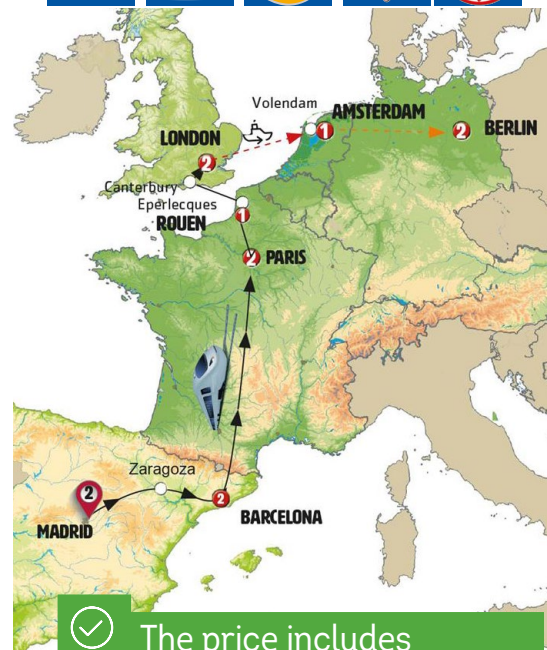 Volendam
AMSTERDAM
1
2
BERLIN
LONDON
2
Canterbury
Eperlecques
ROUEN
1
2
PARIS
Zaragoza
2
MADRID
2
BARCELONA
The price includes